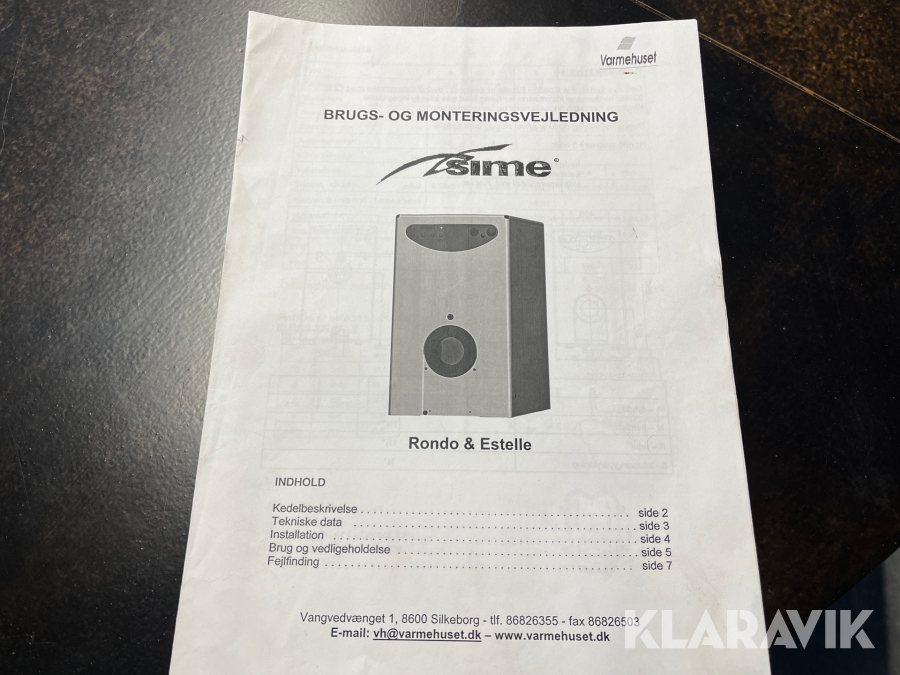 Varmehuset
BRUGS- OG MONTERINGSVEJLEDNING
sime®
Rondo & Estelle
INDHOLD
Kedelbeskrivelse . . . . . . . . . . . . . . . . . . . . . . . . . . . . . . . . . . . . . . side 2
Tekniske data . . . . . . . . . . . . . . . . . . . . . . . . . . . . . . . . . . . . . . . . side 3
Installation . . . . . . . . . . . . . . . . . . . . . . . . . . . . . . . . . . . . . . . . . . . side 4
Brug og vedligeholdelse . . . . . . . . . . . . . . . . . . . . . . . . . . . . . . . . . . side 5
Fejlfinding . . . . . . . . . . . . . . . . . . . . . . . . . . . . . . . . . . . . . . . . . . . . side 7
Vangvedvænget 1, 8600 Silkeborg - tlf. 86826355 - fax 86826503
E-mail: vh@varmehuset.dk – www.varmehuset.dk
KLARAVIK